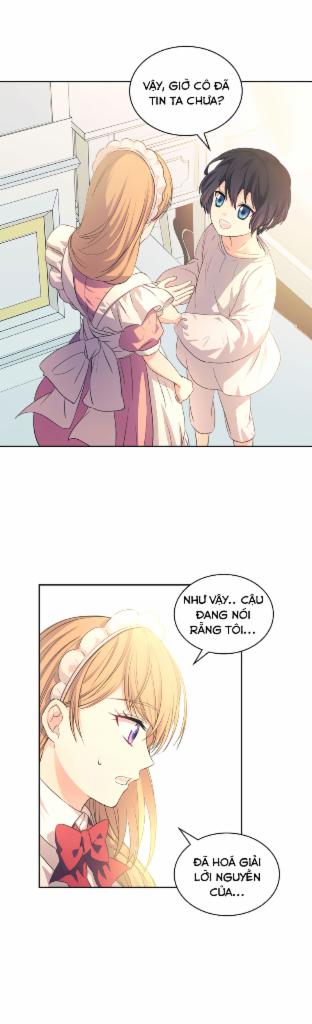 VẬY, GIỜ CÔ ĐÃ
TIN TA CHƯA?
NHƯ VẬY.. CẬU
ĐANG NÓI
RẰNG TÔI...
ĐÃ HOÁ GIẢI
LỜI NGUYỀN
CỦA...